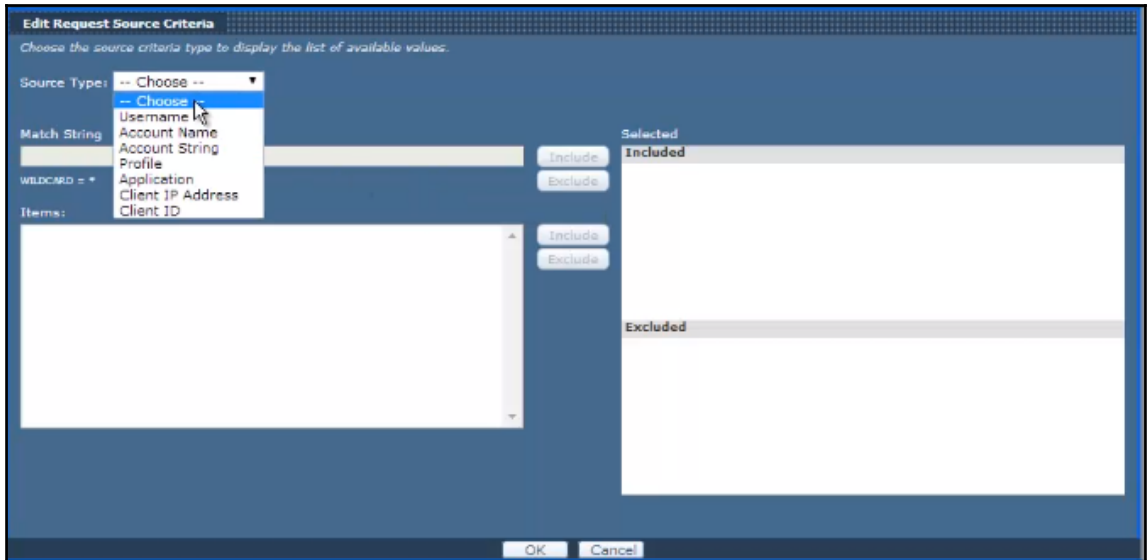 Edit Request Source Criteria
Choose the source criteria type to display the list of available values.
Source Type: -- Choose --
-- Choose --
Username
Account Name
Account String
Profile
Application
Client IP Address
Client ID
Match String
WILDCARD = *
Items:
Include
Exclude
Include
Exclude
Selected
Included
Excluded
OK Cancel